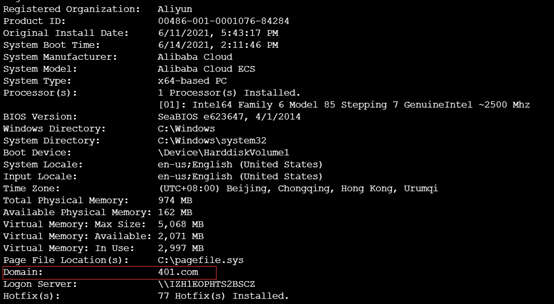 Registered Organization: Aliyun
Product ID: 00486-001-0001076-84284
Original Install Date: 6/11/2021, 5:43:17 PM
System Boot Time: 6/14/2021, 2:11:46 PM
System Manufacturer: Alibaba Cloud
System Model: Alibaba Cloud ECS
System Type: x64-based PC
Processor(s): 1 Processor(s) Installed.
[01]: Intel64 Family 6 Model 85 Stepping 7 GenuineIntel ~2500 Mhz
BIOS Version: SeaBIOS e623647, 4/1/2014
Windows Directory: C:\Windows
System Directory: C:\Windows\system32
Boot Device: \Device\HarddiskVolume1
System Locale: en-us;English (United States)
Input Locale: en-us;English (United States)
Time Zone: (UTC+08:00) Beijing, Chongqing, Hong Kong, Urumqi
Total Physical Memory: 974 MB
Available Physical Memory: 162 MB
Virtual Memory: Max Size: 5,068 MB
Virtual Memory: Available: 2,071 MB
Virtual Memory: In Use: 2,997 MB
Page File Location(s): C:\pagefile.sys
Domain: 401.com
Logon Server: \\IZH1EOPHTS2BSCZ
Hotfix(s): 77 Hotfix(s) Installed.